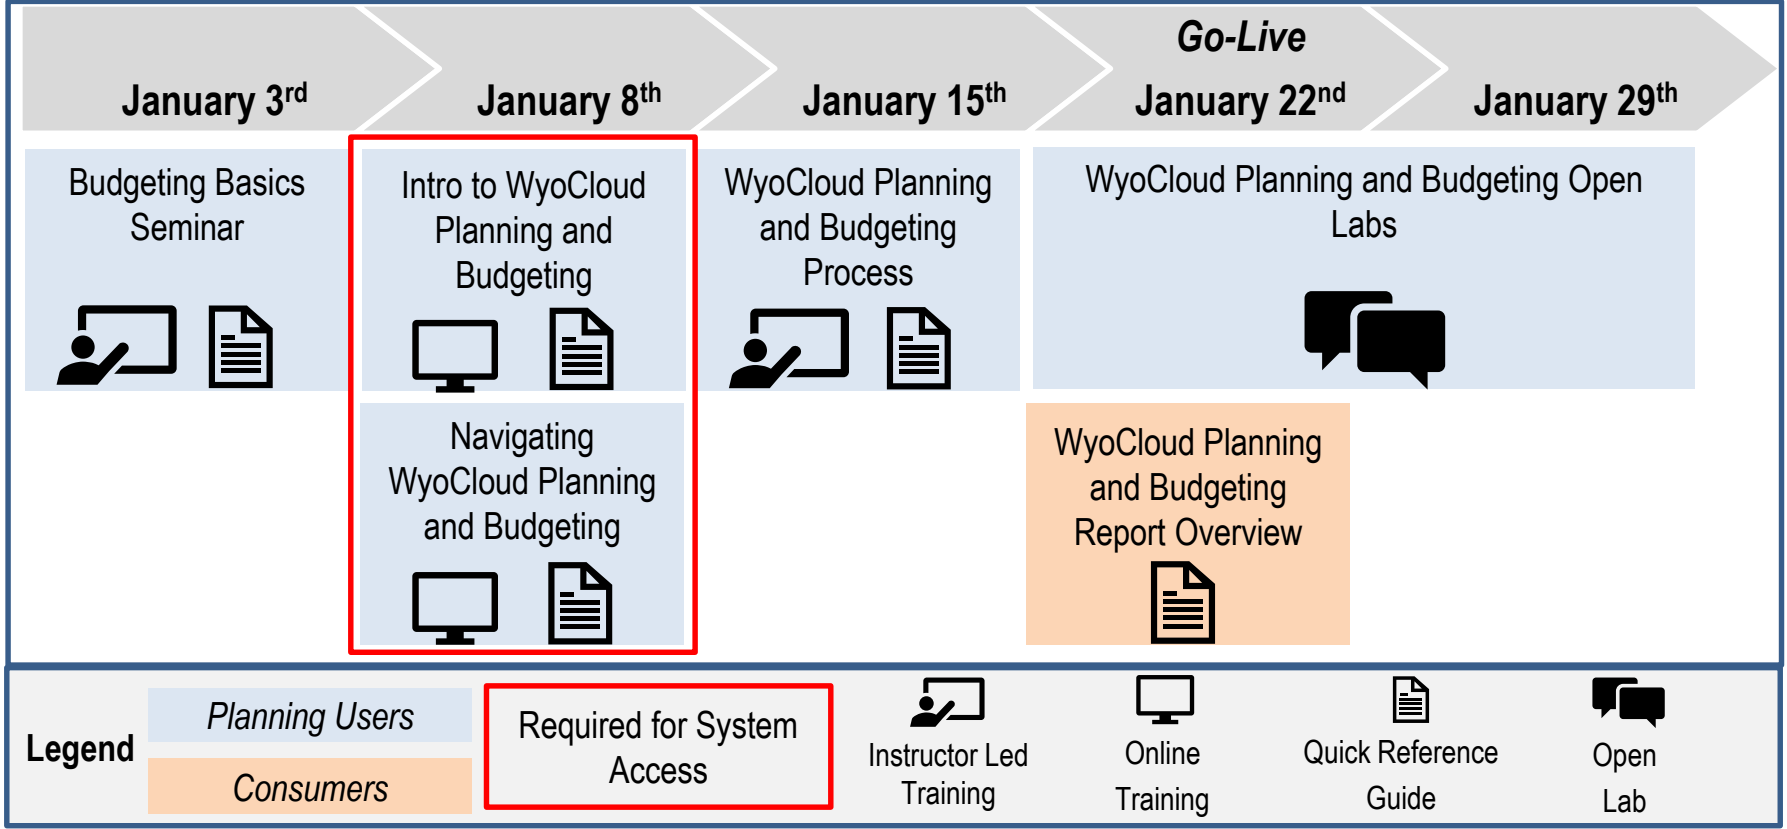 Go-Live
January 3rd
January 8th
January 15th
January 22nd
January 29th
Budgeting Basics
Seminar
Intro to WyoCloud
Planning and
Budgeting
WyoCloud Planning
and Budgeting
Process
WyoCloud Planning and Budgeting Open
Labs
Navigating
WyoCloud Planning
and Budgeting
WyoCloud Planning
and Budgeting
Report Overview
Legend
Planning Users
Consumers
Required for System
Access
Instructor Led
Training
Online
Training
Quick Reference
Guide
Open
Lab